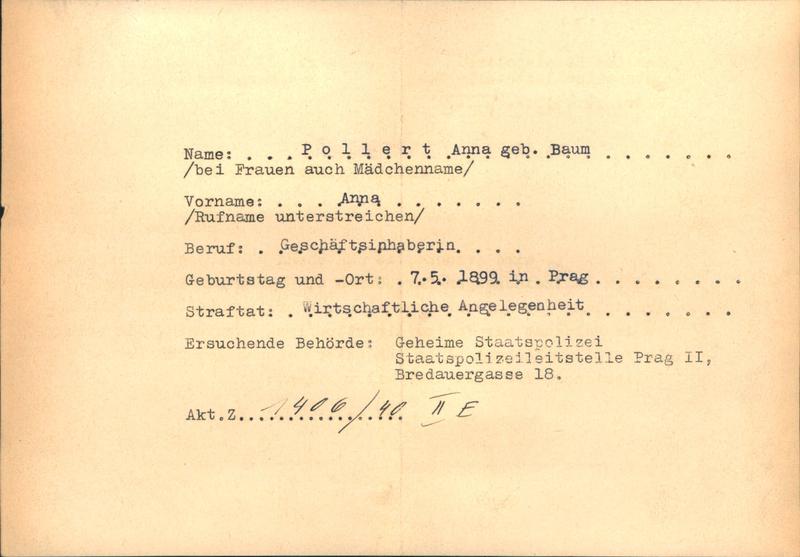 Name: . . . P o l l e r t Anna geb. Baum . . . . . . .
/bei Frauen auch Mädchenname/
Vorname: . . . Anna . . . . . . .
/Rufname unterstreichen/
Beruf: . Geschäftsinhaberin. . . .
Geburtstag und -Ort: .7.5. 1899 in Prag . . . . . . .
Straftat: . Wirtschaftliche Angelegenheit . . . . . . .
Ersuchende Behörde: Geheime Staatspolizei
Staatspolizeileitstelle Prag II,
Bredauergasse 18.
Akt.Z. 1406/40 II E